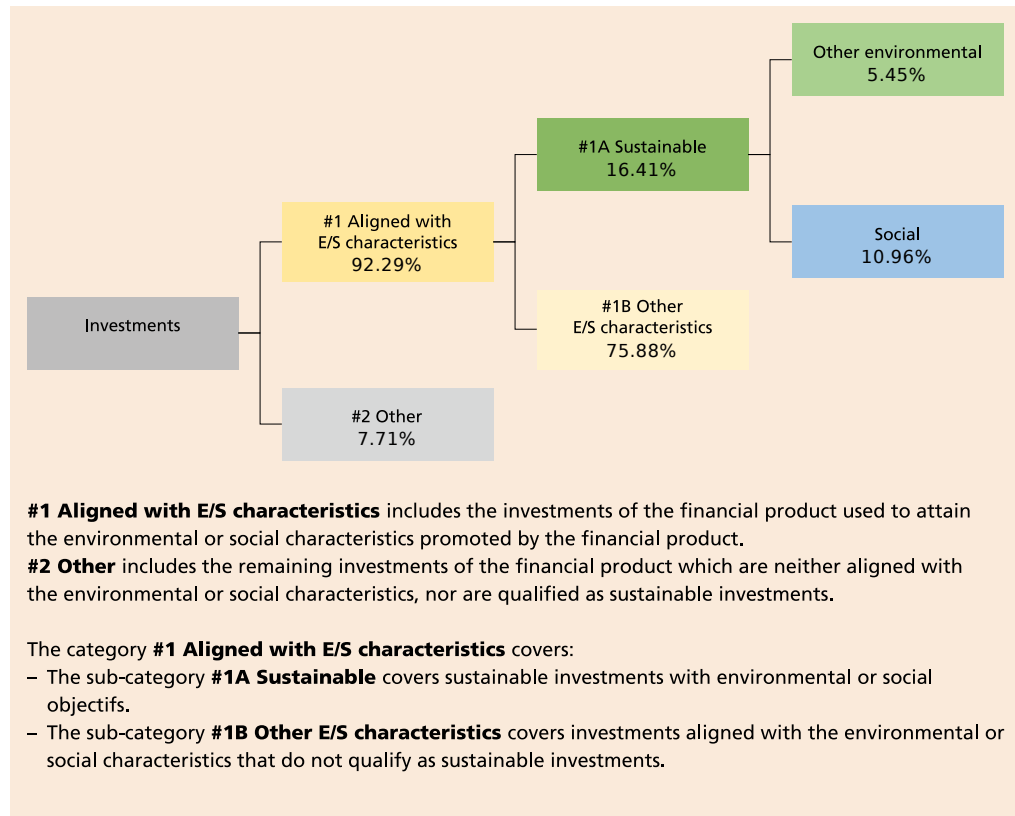 Other environmental
5.45%
#1A Sustainable
16.41%
#1 Aligned with
E/S characteristics
92.29%
Social
10.96%
Investments
#1B Other
E/S characteristics
75.88%
#2 Other
7.71%
#1 Aligned with E/S characteristics includes the investments of the financial product used to attain
the environmental or social characteristics promoted by the financial product.
#2 Other includes the remaining investments of the financial product which are neither aligned with
the environmental or social characteristics, nor are qualified as sustainable investments.
The category #1 Aligned with E/S characteristics covers:
– The sub-category #1A Sustainable covers sustainable investments with environmental or social
objectifs.
– The sub-category #1B Other E/S characteristics covers investments aligned with the environmental or
social characteristics that do not qualify as sustainable investments.